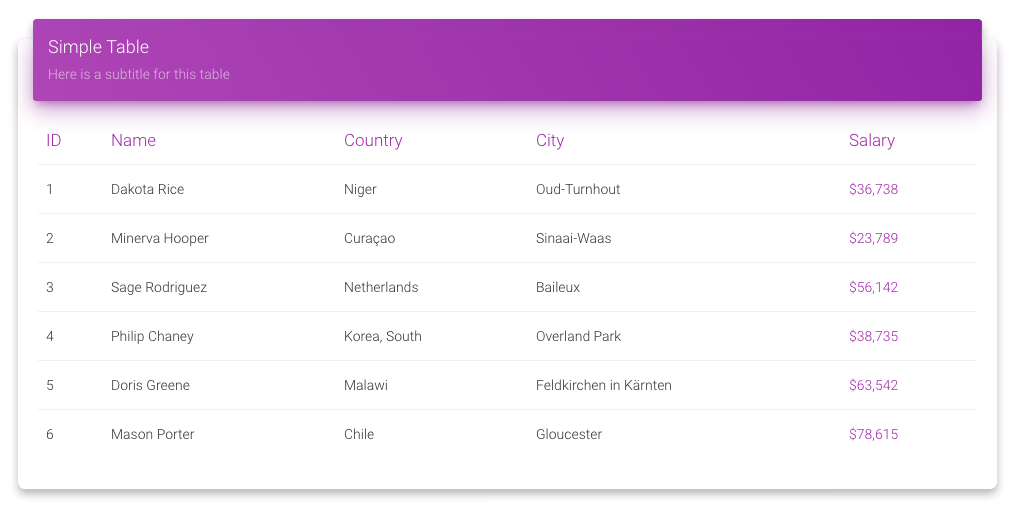 Simple Table
Here is a subtitle for this table
ID Name Country City Salary
1 Dakota Rice Niger Oud-Turnhout $36,738
2 Minerva Hooper Curaçao Sinaai-Waas $23,789
3 Sage Rodriguez Netherlands Baileux $56,142
4 Philip Chaney Korea, South Overland Park $38,735
5 Doris Greene Malawi Feldkirchen in Kärnten $63,542
6 Mason Porter Chile Gloucester $78,615